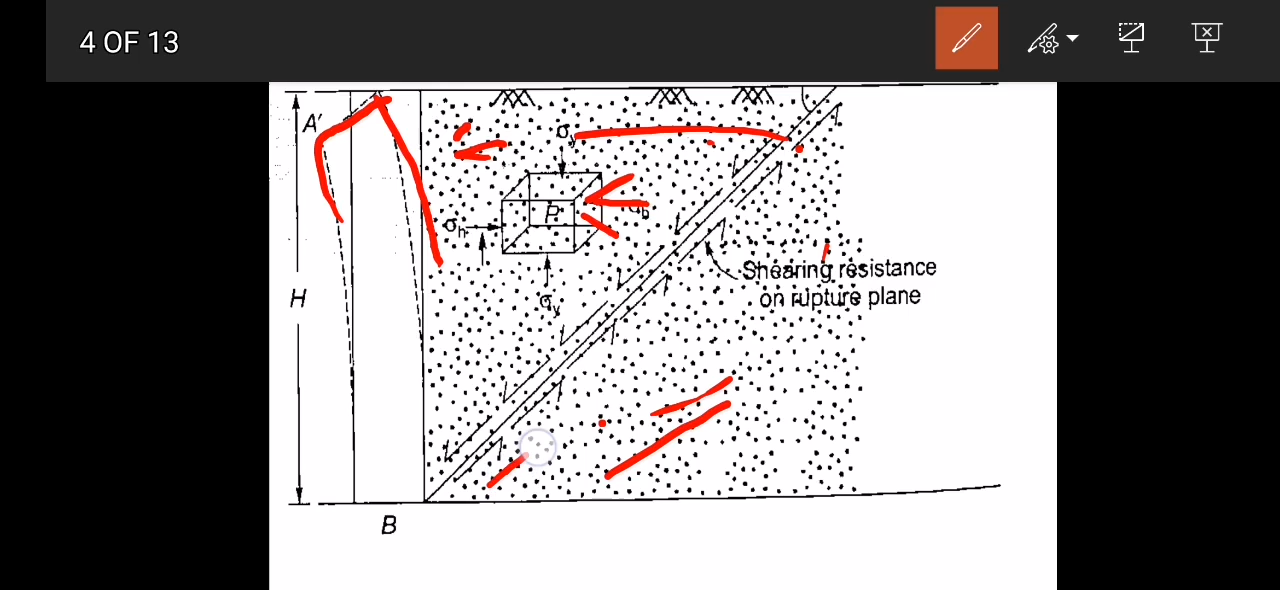 4 OF 13
A'
σv
P
σh
σh
Shearing resistance
on rupture plane
σv
H
B